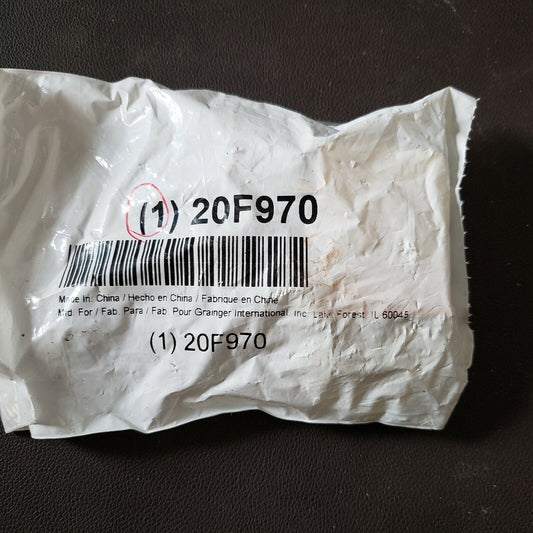 (1) 20F970
Made In: China / Hecho en China / Fabrique en Chine
Mfd. For / Fab. Para / Fab. Pour Grainger International, Inc. Lake Forest, IL 60045
(1) 20F970